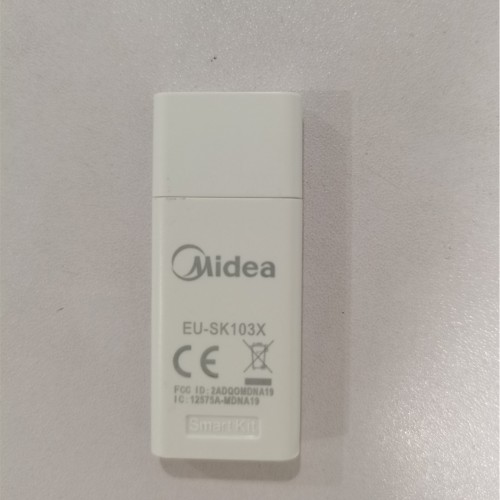 Midea
EU-SK103X
CE
FCC ID: 2ADQOMDNA19
IC: 12575A-MDNA19
Smart Kit